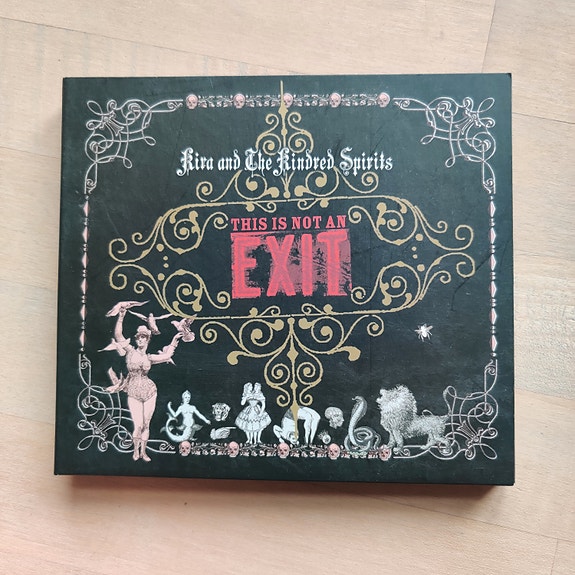 Kira and The Kindred Spirits
THIS IS NOT AN
EXIT